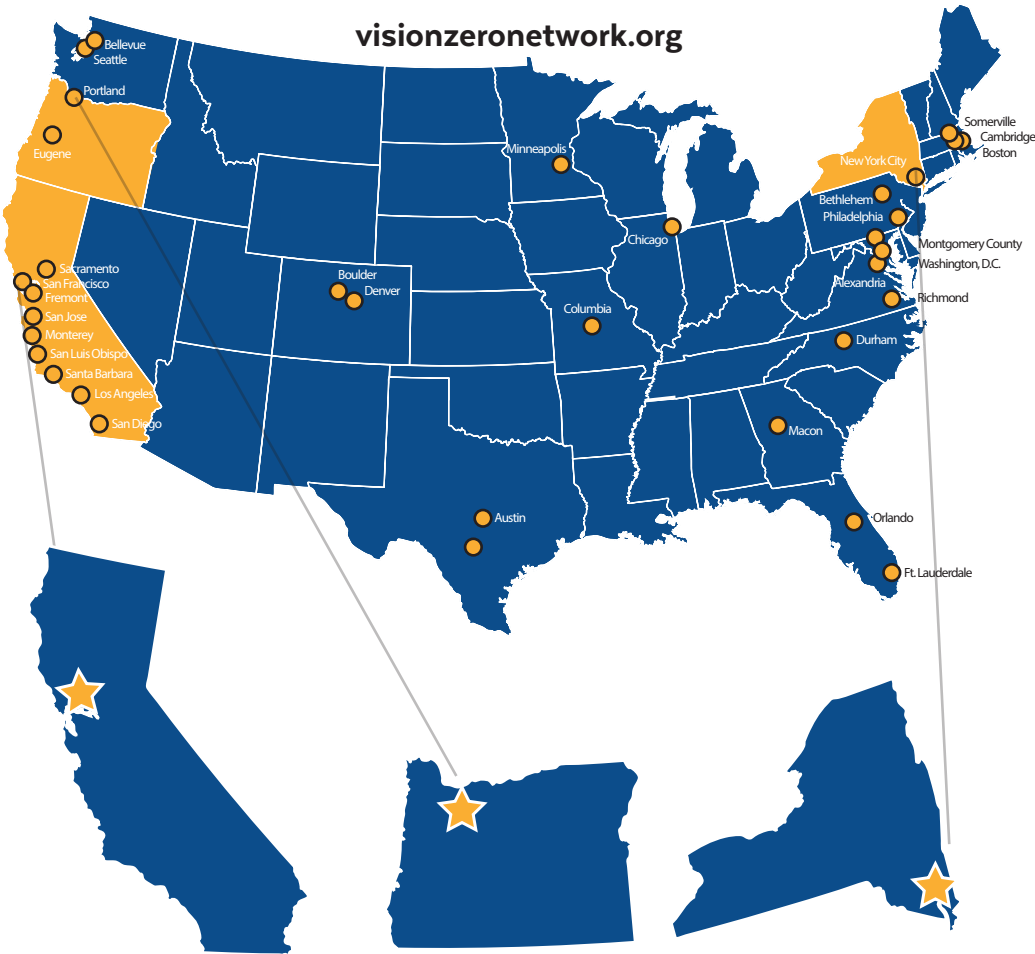 visionzeronetwork.org
Bellevue
Seattle
Portland
Eugene
Minneapolis
Somerville
Cambridge
Boston
New York City
Bethlehem
Philadelphia
Chicago
Montgomery County
Washington, D.C.
Alexandria
Richmond
Sacramento
San Francisco
Fremont
San Jose
Monterey
San Luis Obispo
Santa Barbara
Los Angeles
San Diego
Boulder
Denver
Columbia
Durham
Macon
Austin
Orlando
Ft. Lauderdale